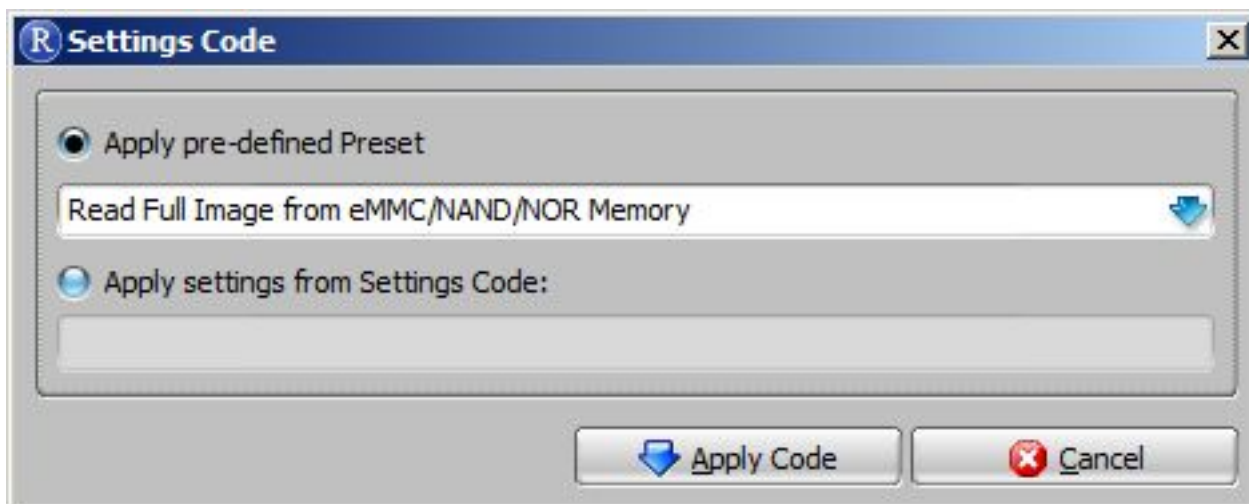 R Settings Code
Apply pre-defined Preset
Read Full Image from eMMC/NAND/NOR Memory
Apply settings from Settings Code:
Apply Code Cancel